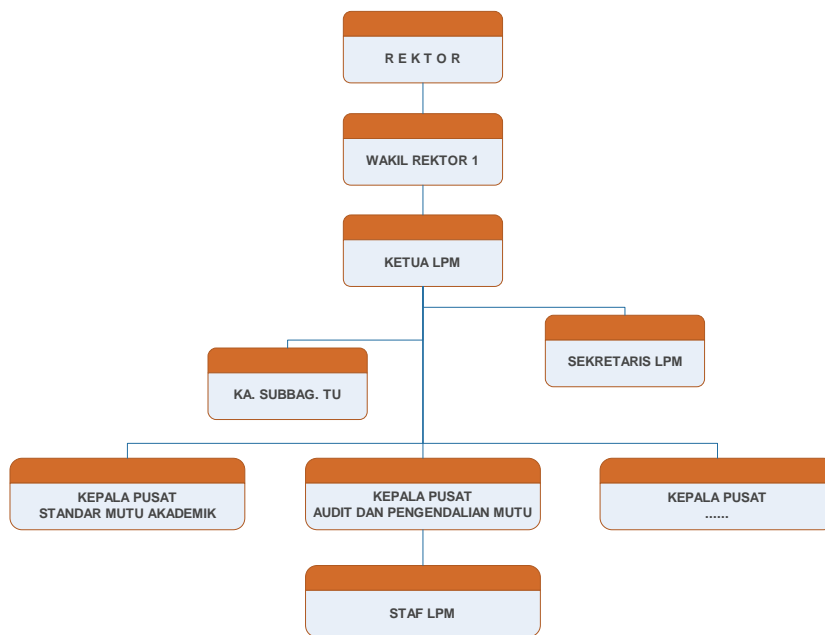 R E K T O R
WAKIL REKTOR 1
KETUA LPM
SEKRETARIS LPM
KA. SUBBAG. TU
KEPALA PUSAT
STANDAR MUTU AKADEMIK
KEPALA PUSAT
AUDIT DAN PENGENDALIAN MUTU
KEPALA PUSAT
......
STAF LPM